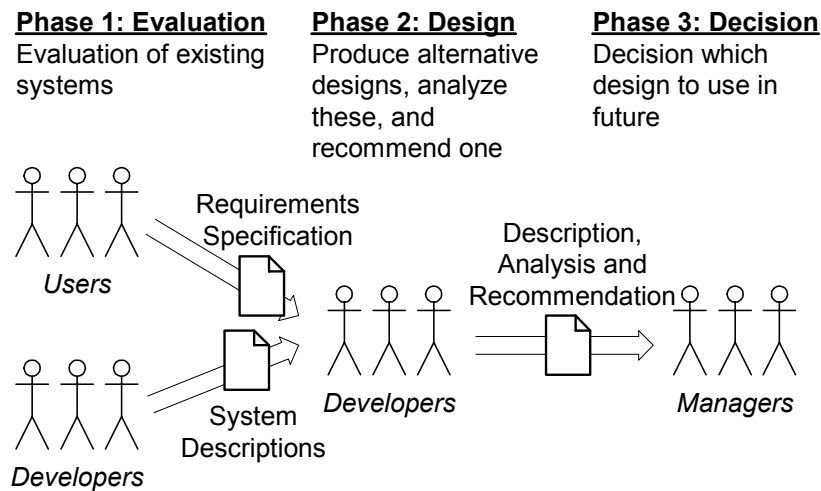 Phase 1: Evaluation
Evaluation of existing
systems
Phase 2: Design
Produce alternative
designs, analyze
these, and
recommend one
Phase 3: Decision
Decision which
design to use in
future
Users
Requirements
Specification
Developers
System
Descriptions
Developers
Description,
Analysis and
Recommendation
Managers